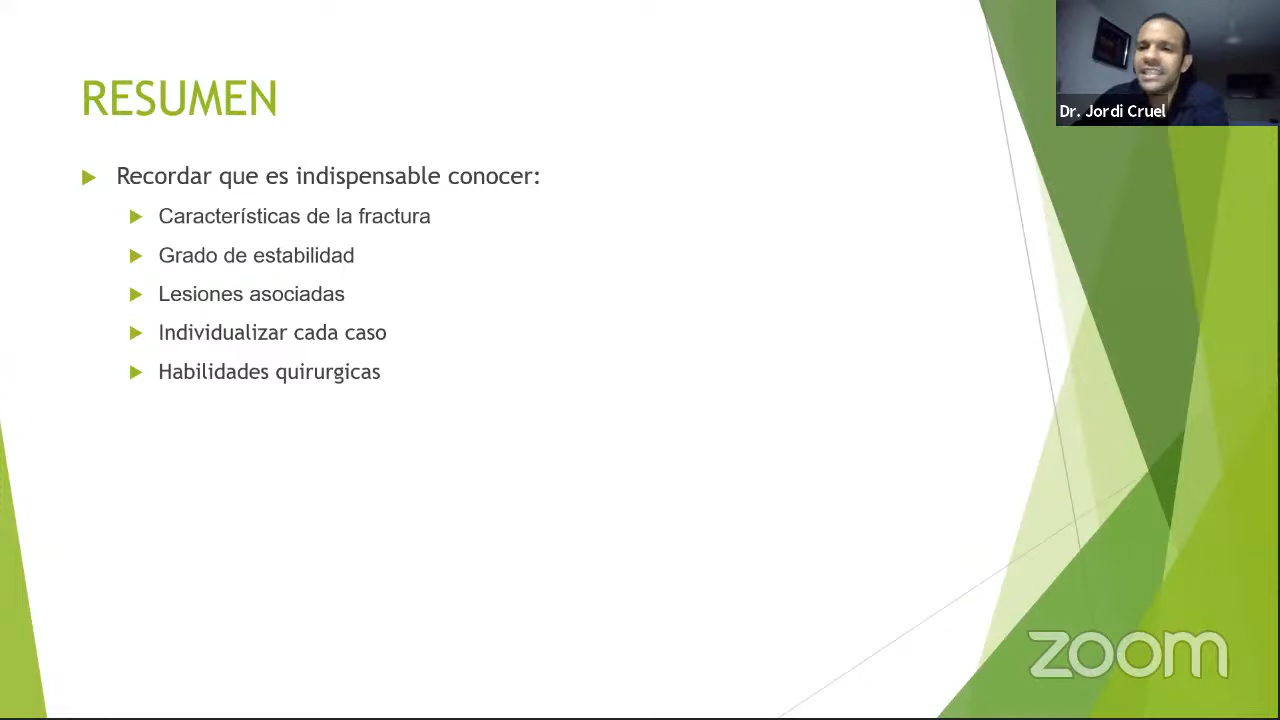 RESUMEN
Recordar que es indispensable conocer:
Características de la fractura
Grado de estabilidad
Lesiones asociadas
Individualizar cada caso
Habilidades quirurgicas
Dr. Jordi Cruel
zoom